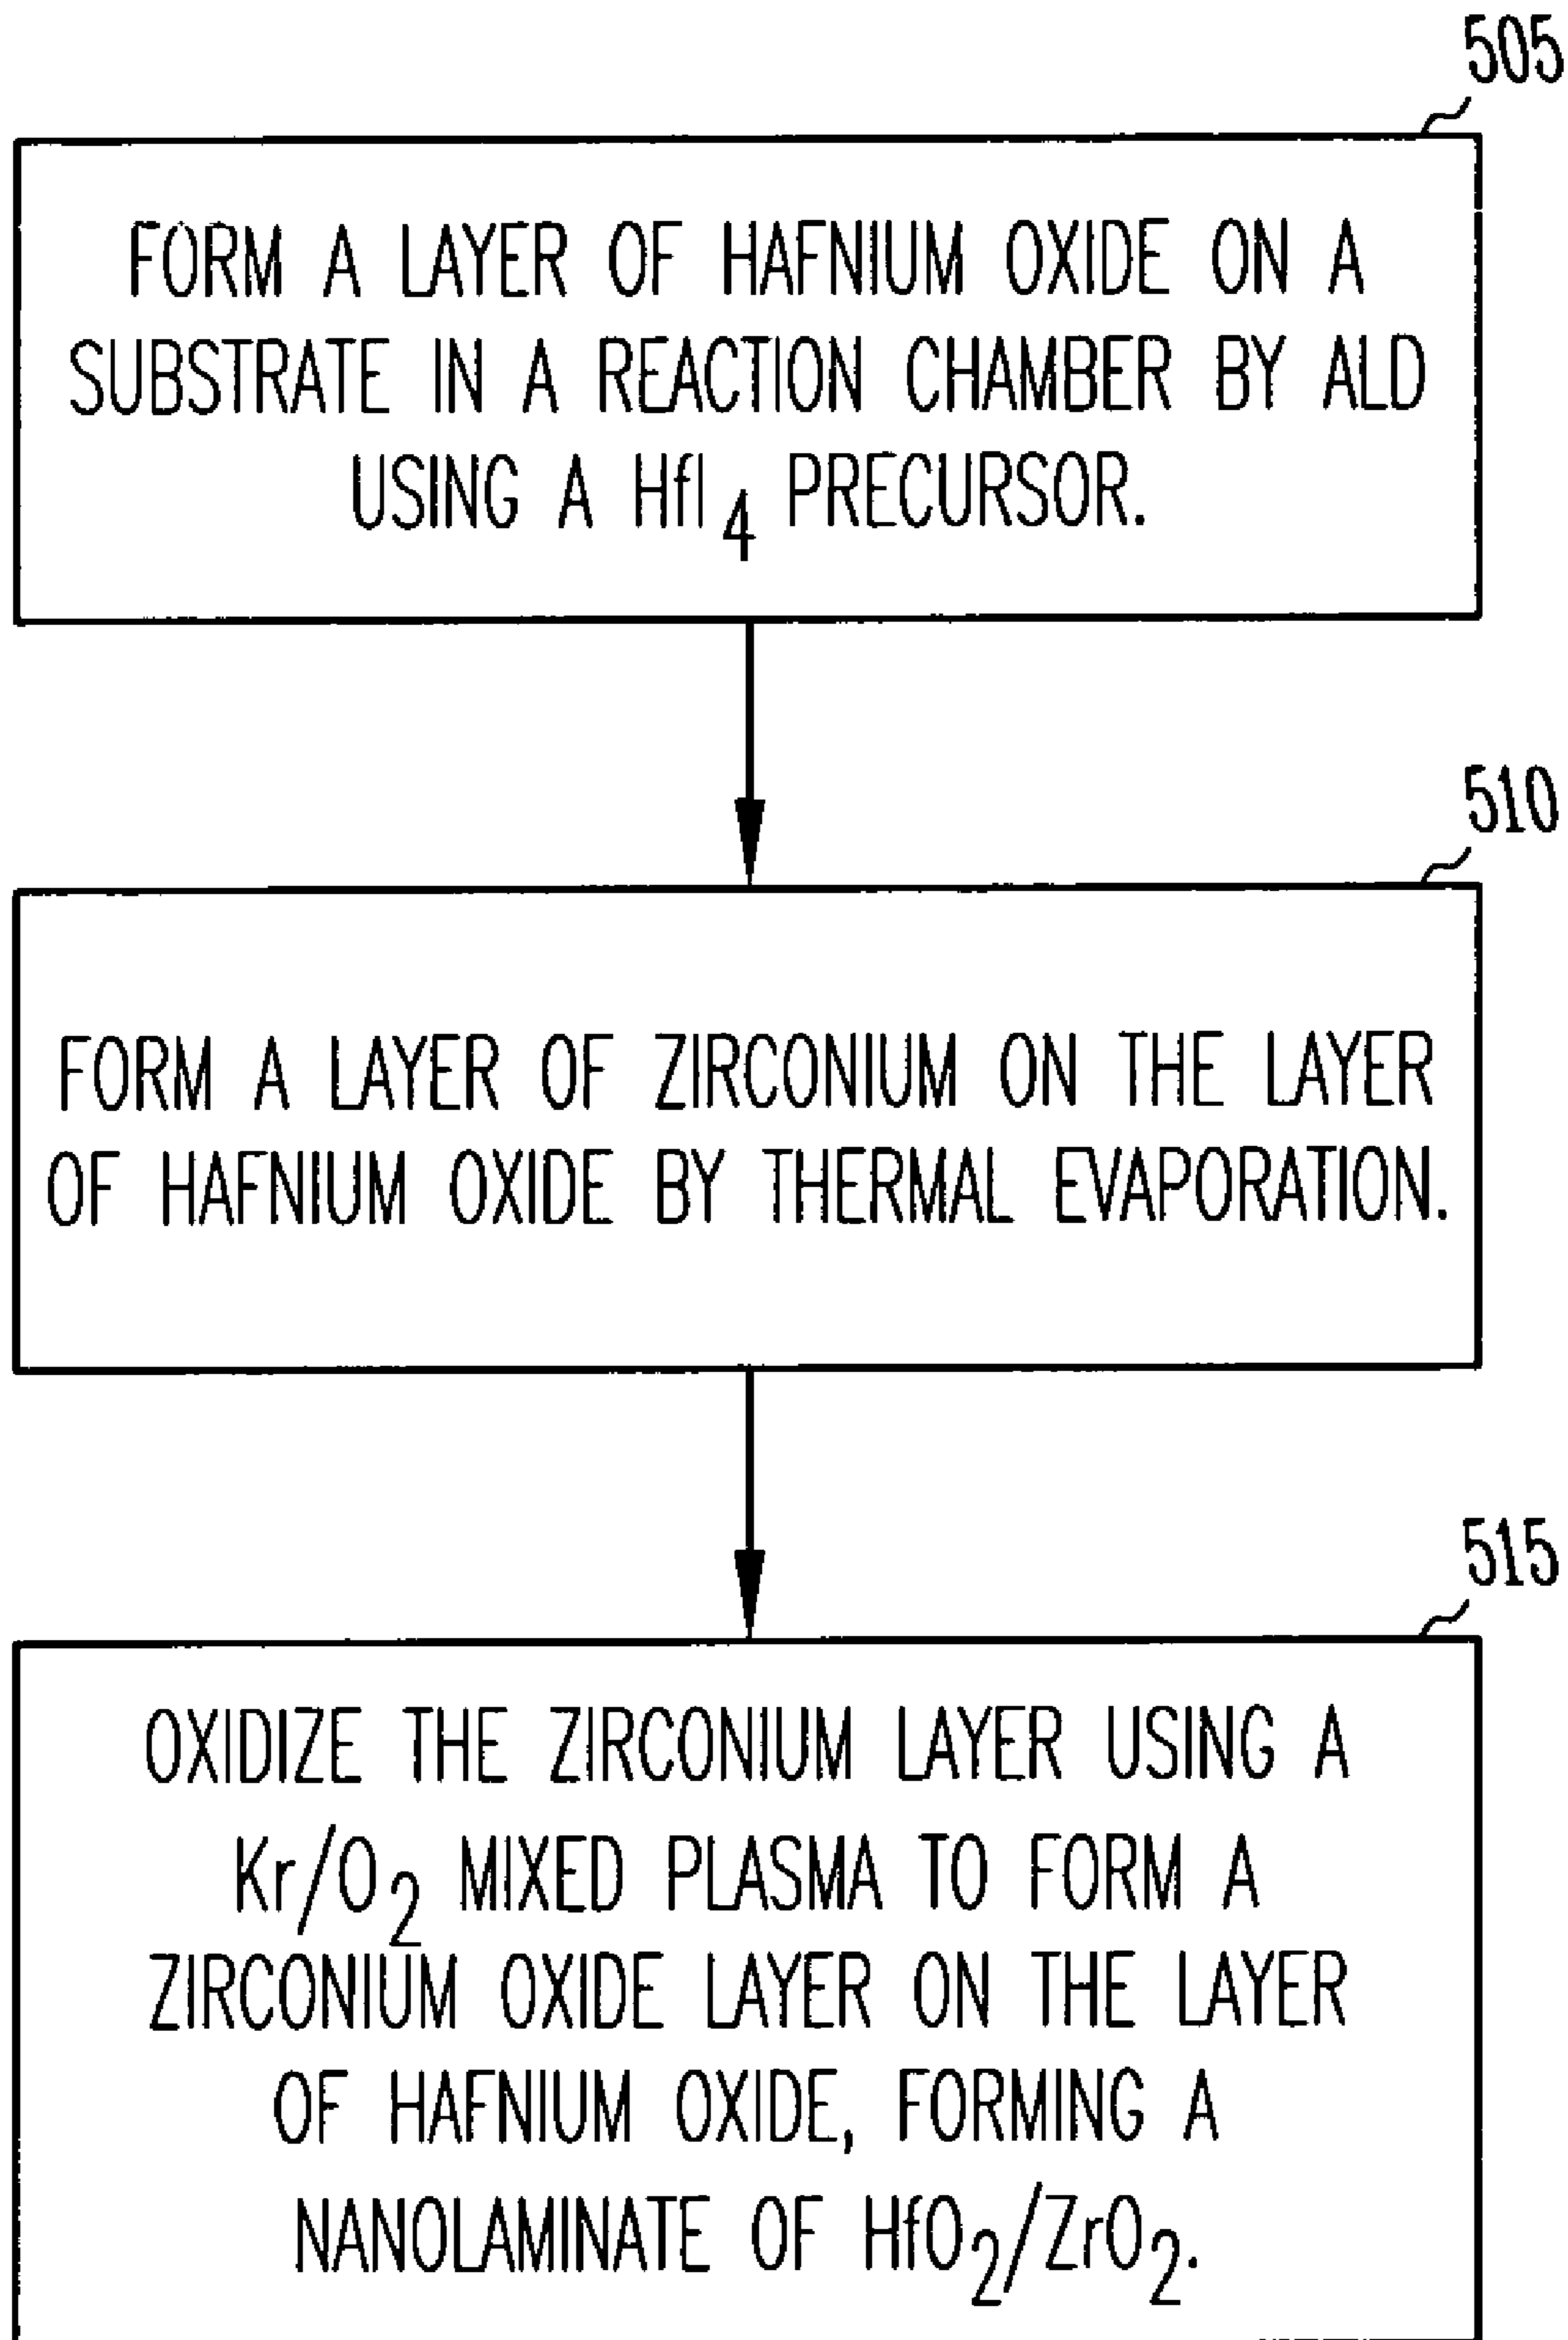 505
FORM A LAYER OF HAFNIUM OXIDE ON A
SUBSTRATE IN A REACTION CHAMBER BY ALD
USING A HfI4 PRECURSOR.
510
FORM A LAYER OF ZIRCONIUM ON THE LAYER
OF HAFNIUM OXIDE BY THERMAL EVAPORATION.
515
OXIDIZE THE ZIRCONIUM LAYER USING A
Kr/O2 MIXED PLASMA TO FORM A
ZIRCONIUM OXIDE LAYER ON THE LAYER
OF HAFNIUM OXIDE, FORMING A
NANOLAMINATE OF HfO2/ZrO2.